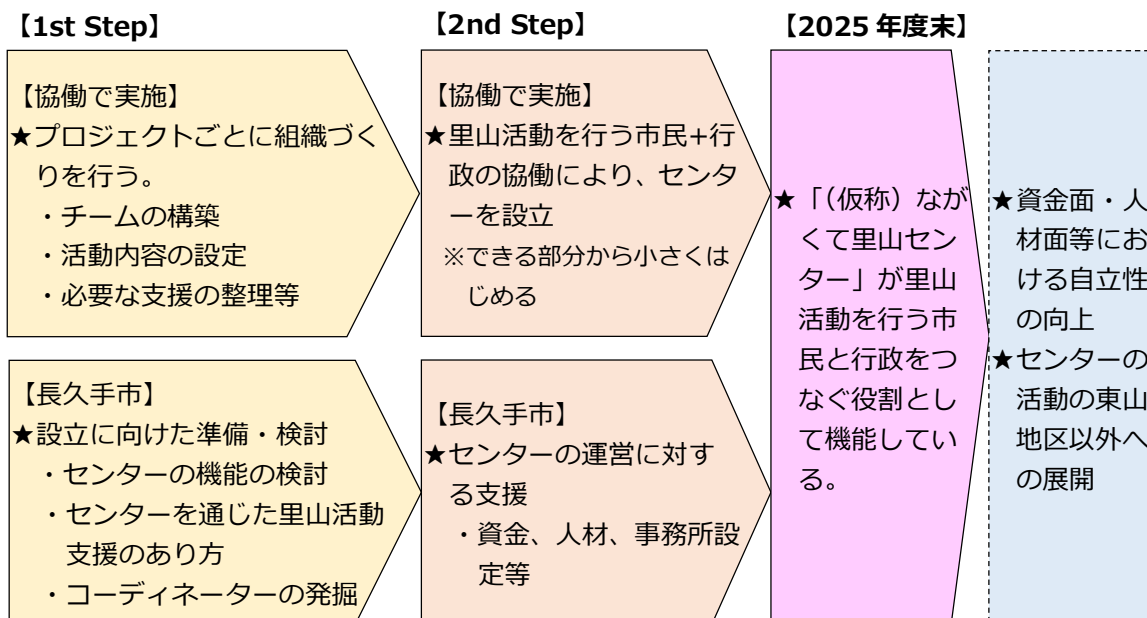 【1st Step】
【協働で実施】
★プロジェクトごとに組織づく
りを行う。
・チームの構築
・活動内容の設定
・必要な支援の整理等
【長久手市】
★設立に向けた準備・検討
・センターの機能の検討
・センターを通じた里山活動
支援のあり方
・コーディネーターの発掘
【2nd Step】
【協働で実施】
★里山活動を行う市民+行
政の協働により、センタ
ーを設立
※できる部分から小さくは
じめる
【長久手市】
★センターの運営に対す
る支援
・資金、人材、事務所設
定等
【2025 年度末】
★「(仮称）なが
くて里山セン
ター」が里山
活動を行う市
民と行政をつ
なぐ役割とし
て機能してい
る。
★資金面・人
材面等にお
ける自立性
の向上
★センターの
活動の東山
地区以外へ
の展開